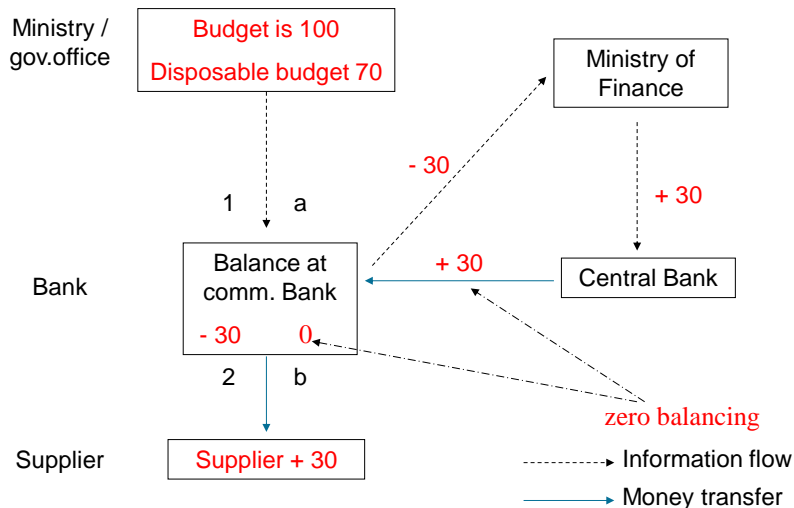 Ministry /
gov.office
Budget is 100
Disposable budget 70
Ministry of
Finance
- 30
+ 30
1 a
Bank
Balance at
comm. Bank
- 30 0
+ 30
Central Bank
2 b
zero balancing
Supplier
Supplier + 30
Information flow
Money transfer